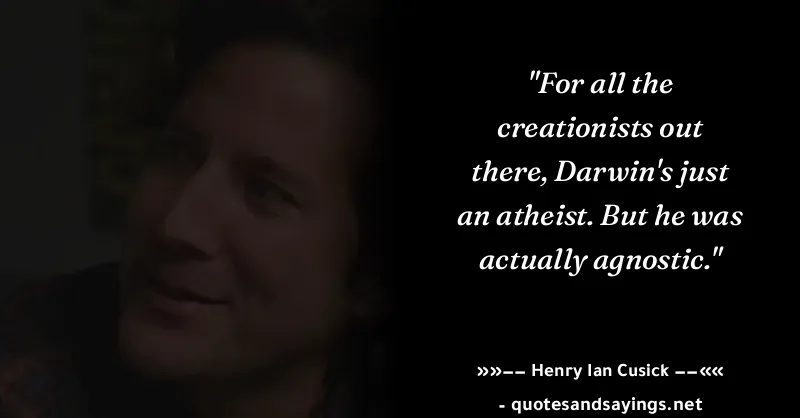 "For all the
creationists out
there, Darwin's just
an atheist. But he was
actually agnostic."
»»−− Henry Ian Cusick −−««
- quotesandsayings.net